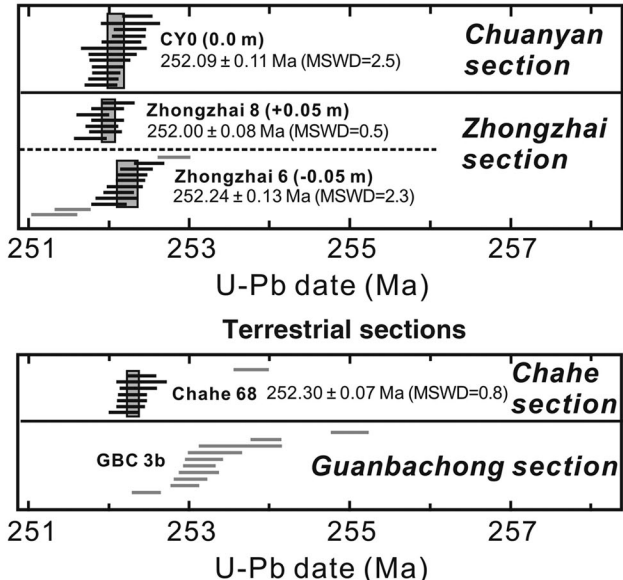 CY0 (0.0 m)
252.09 ± 0.11 Ma (MSWD=2.5)
Chuanyan
section
Zhongzhai 8 (+0.05 m)
252.00 ± 0.08 Ma (MSWD=0.5)
Zhongzhai
section
Zhongzhai 6 (-0.05 m)
252.24 ± 0.13 Ma (MSWD=2.3)
251 253 255 257
U-Pb date (Ma)
Terrestrial sections
Chahe 68 252.30 ± 0.07 Ma (MSWD=0.8)
Chahe
section
GBC 3b
Guanbachong section
251 253 255 257
U-Pb date (Ma)